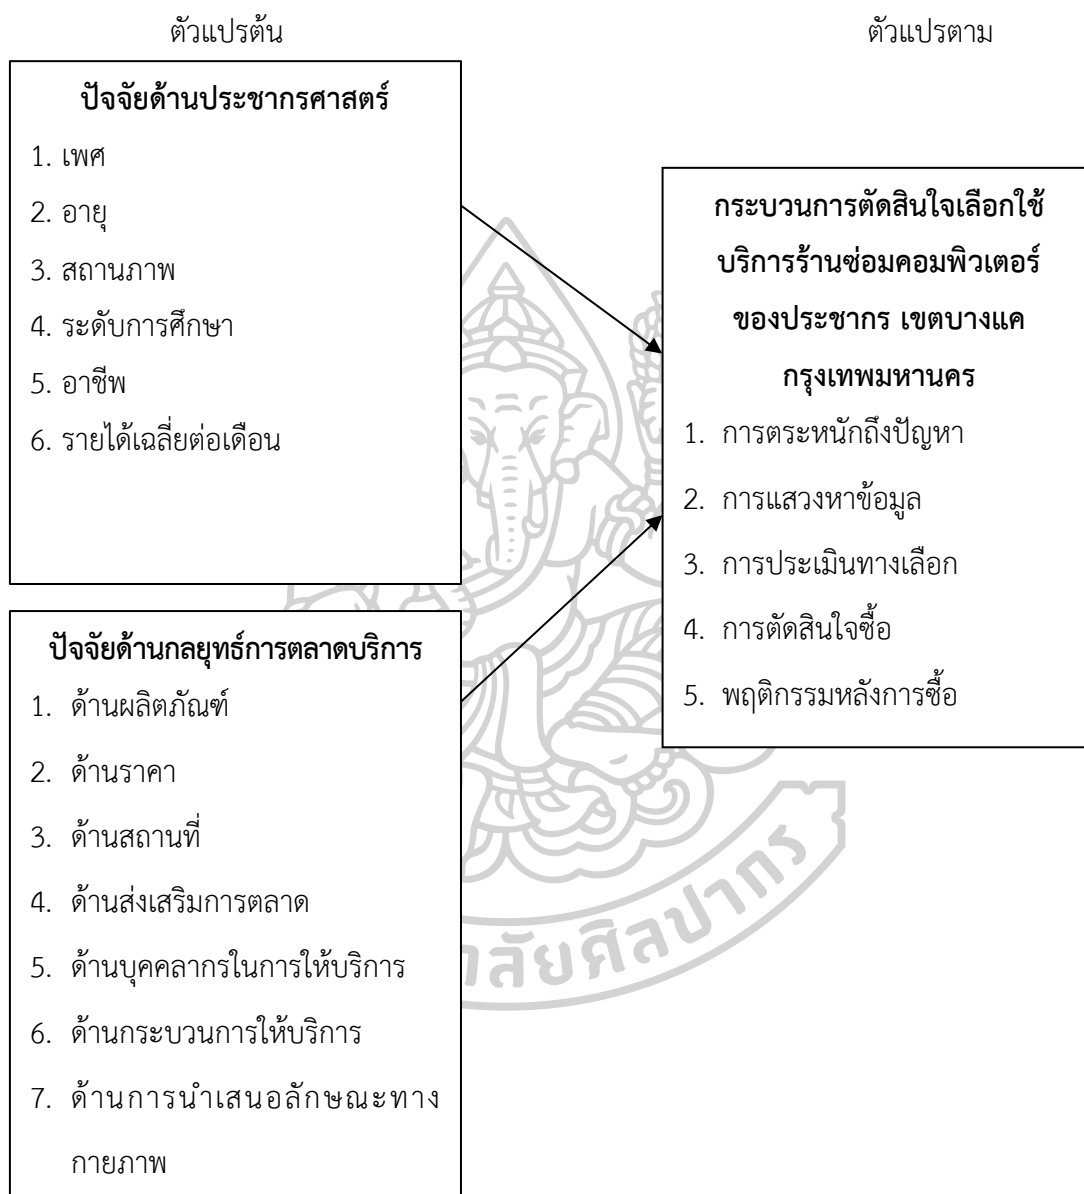 ตัวแปรต้น
ตัวแปรตาม
ปัจจัยด้านประชากรศาสตร์
1. เพศ
2. อายุ
3. สถานภาพ
4. ระดับการศึกษา
5. อาชีพ
6. รายได้เฉลี่ยต่อเดือน
ปัจจัยด้านกลยุทธ์การตลาดบริการ
1. ด้านผลิตภัณฑ์
2. ด้านราคา
3. ด้านสถานที่
4. ด้านส่งเสริมการตลาด
5. ด้านบุคคลากรในการให้บริการ
6. ด้านกระบวนการให้บริการ
7. ด้านการนำเสนอลักษณะทาง
กายภาพ
กระบวนการตัดสินใจเลือกใช้
บริการร้านซ่อมคอมพิวเตอร์
ของประชากร เขตบางแค
กรุงเทพมหานคร
1. การตระหนักถึงปัญหา
2. การแสวงหาข้อมูล
3. การประเมินทางเลือก
4. การตัดสินใจซื้อ
5. พฤติกรรมหลังการซื้อ
าลัยศิลปากร